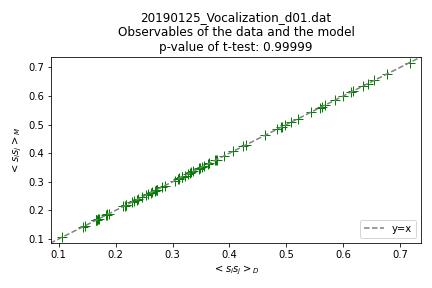 20190125_Vocalization_d01.dat
Observables of the data and the model
p-value of t-test: 0.99999
0.7
0.6
0.5
0.4
0.3
0.2
0.1
< s_i s_j >_M
y=x
0.1 0.2 0.3 0.4 0.5 0.6 0.7
< s_i s_j >_D